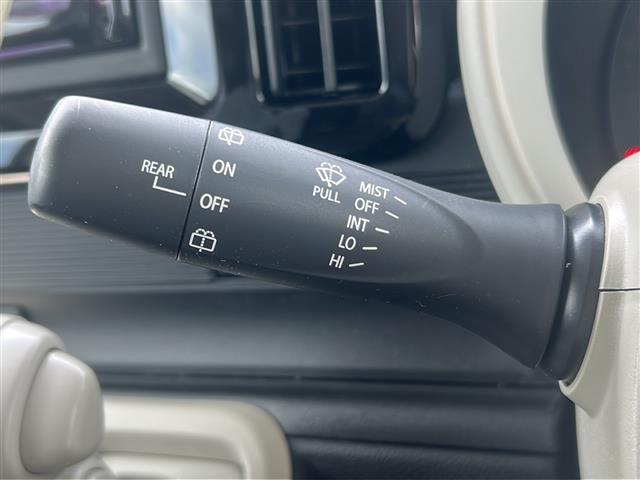 REAR
ON
OFF
PULL
MIST
OFF
INT
LO
HI